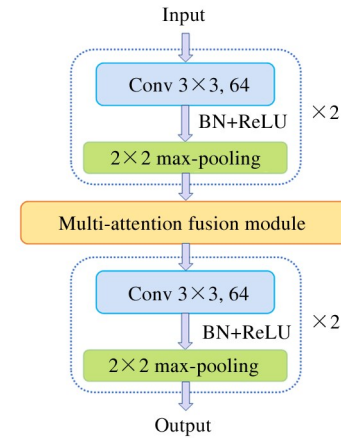 Input
Conv 3×3, 64
BN+ReLU
×2
2×2 max-pooling
Multi-attention fusion module
Conv 3×3, 64
BN+ReLU
×2
2×2 max-pooling
Output